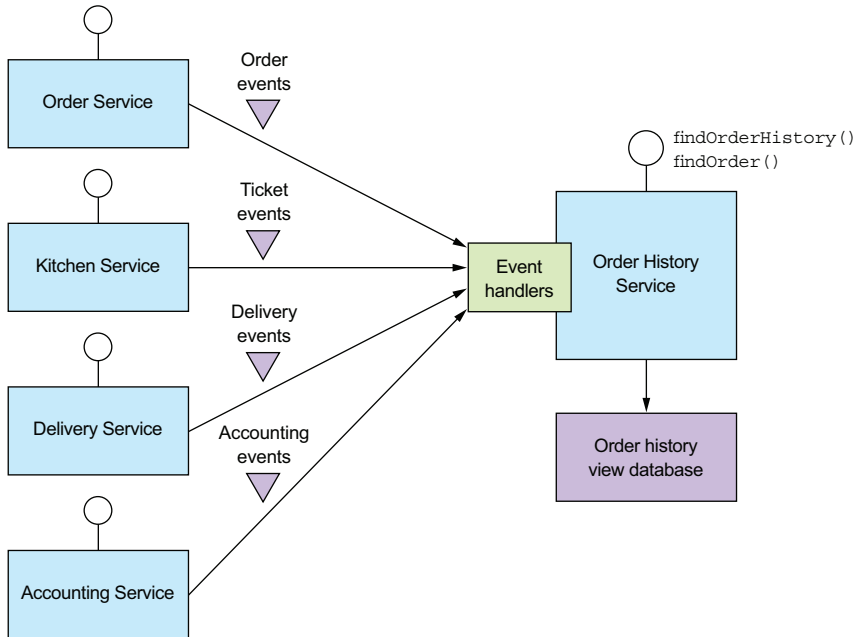 Order
events
Order Service
findOrderHistory()
findOrder()
Ticket
events
Kitchen Service
Event
handlers
Order History
Service
Delivery
events
Delivery Service
Accounting
events
Order history
view database
Accounting Service